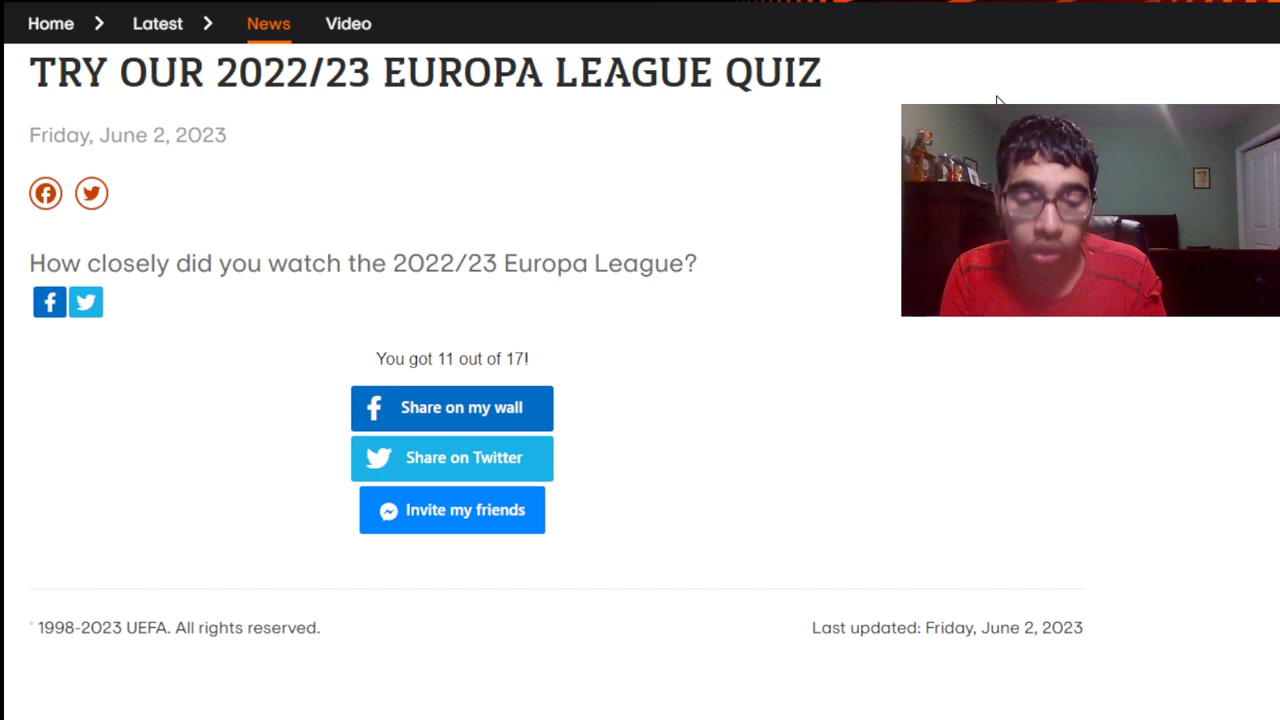 Home Latest News Video
TRY OUR 2022/23 EUROPA LEAGUE QUIZ
Friday, June 2, 2023
How closely did you watch the 2022/23 Europa League?
You got 11 out of 17!
Share on my wall
Share on Twitter
Invite my friends
1998-2023 UEFA. All rights reserved.
Last updated: Friday, June 2, 2023